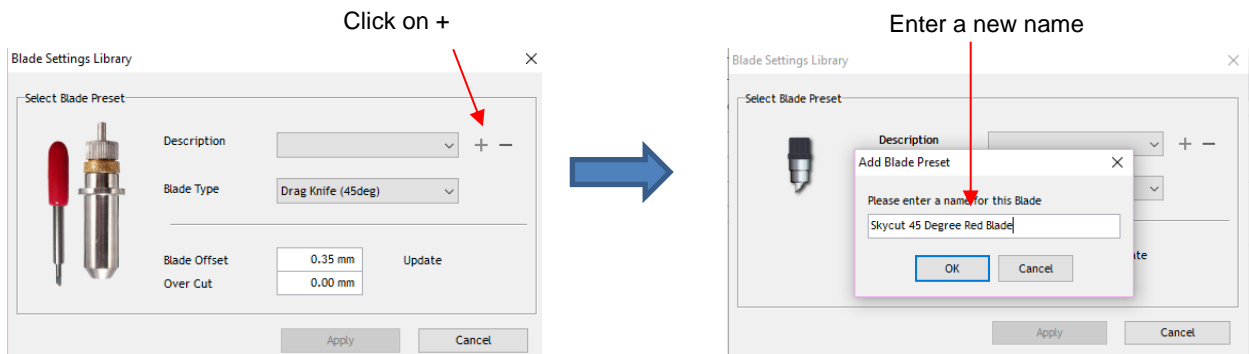 Click on +
Blade Settings Library
Select Blade Preset
Description
Blade Type
Drag Knife (45deg)
Blade Offset
0.35 mm
Update
Over Cut
0.00 mm
Apply
Cancel
Enter a new name
Blade Settings Library
Select Blade Preset
Description
Add Blade Preset
Please enter a name for this Blade
Skycut 45 Degree Red Blade
OK
Cancel
Apply
Cancel